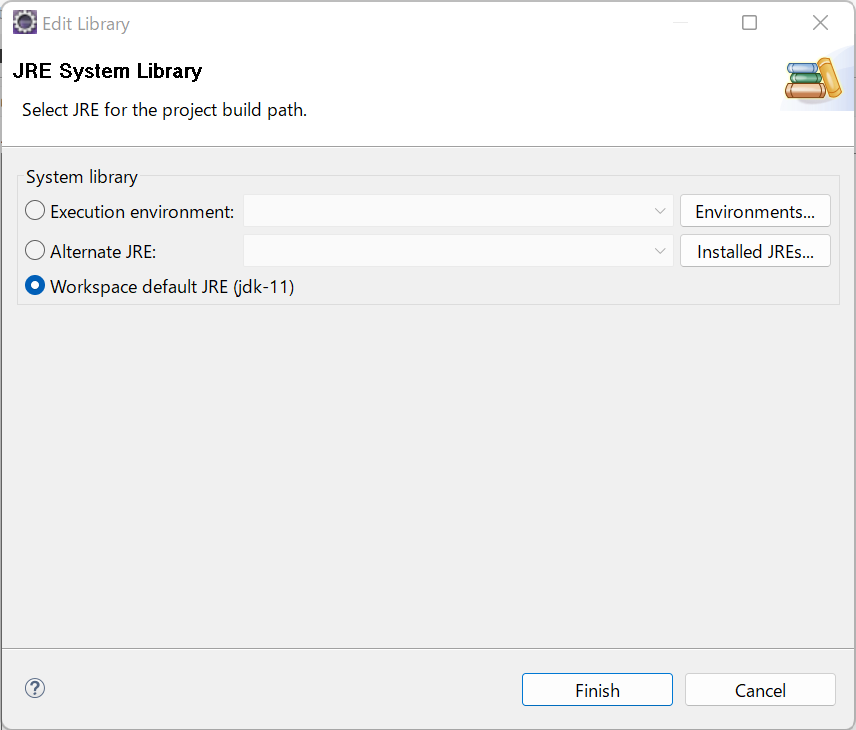 Edit Library
JRE System Library
Select JRE for the project build path.
System library
Execution environment: Environments...
Alternate JRE: Installed JREs...
Workspace default JRE (jdk-11)
? Finish Cancel